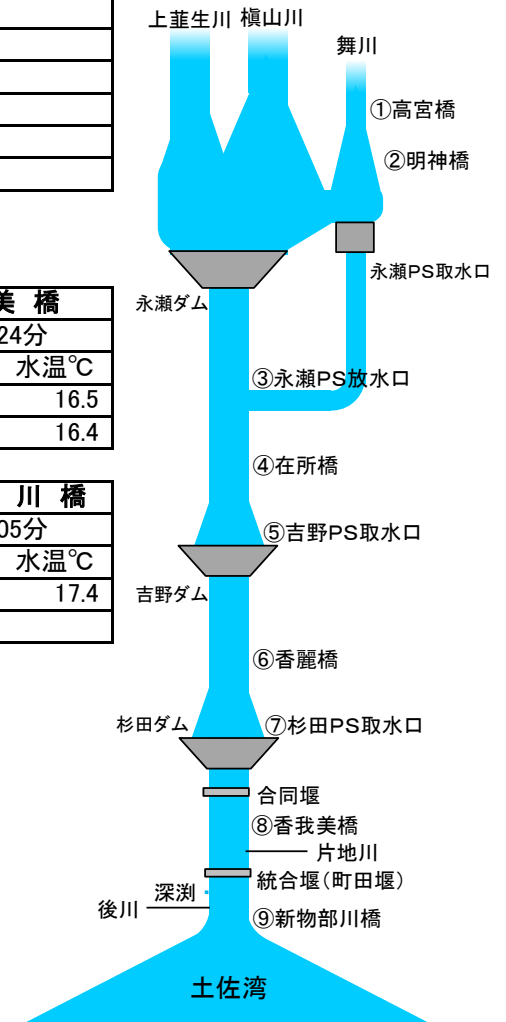 上韮生川 槇山川
舞川
①高宮橋
②明神橋
永瀬PS取水口
永瀬ダム
③永瀬PS放水口
④在所橋
⑤吉野PS取水口
吉野ダム
⑥香麗橋
杉田ダム
⑦杉田PS取水口
合同堰
⑧香我美橋
片地川
統合堰(町田堰)
深渕
後川
⑨新物部川橋
土佐湾
美 橋
24分
水温℃
16.5
16.4
川 橋
05分
水温℃
17.4